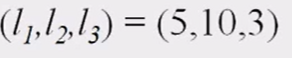 (l₁,l₂,l₃) = (5,10,3)